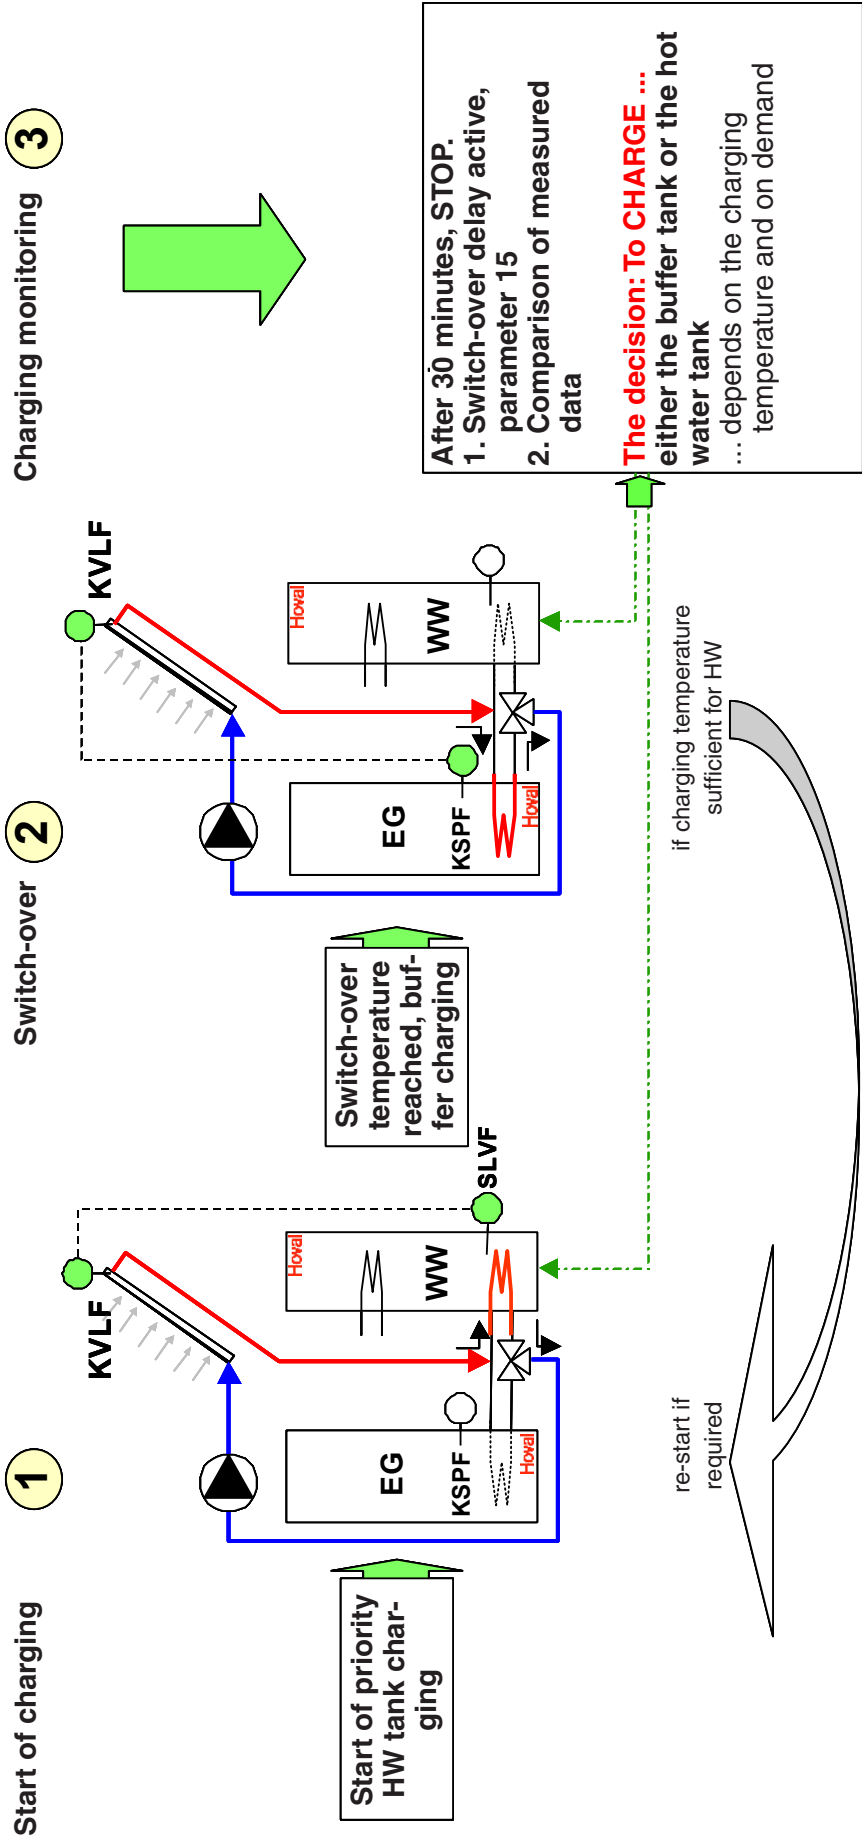 Start of charging
1
Switch-over
2
Charging monitoring
3
KVLF
Start of priority
HW tank char-
ging
EG
KSPF
Hoval
Hoval
WW
SLVF
Switch-over
temperature
reached, buf-
fer charging
KVLF
EG
KSPF
Hoval
Hoval
WW
After 30 minutes, STOP.
1. Switch-over delay active,
parameter 15
2. Comparison of measured
data
The decision: To CHARGE ...
either the buffer tank or the hot
water tank
... depends on the charging
temperature and on demand
re-start if
required
if charging temperature
sufficient for HW